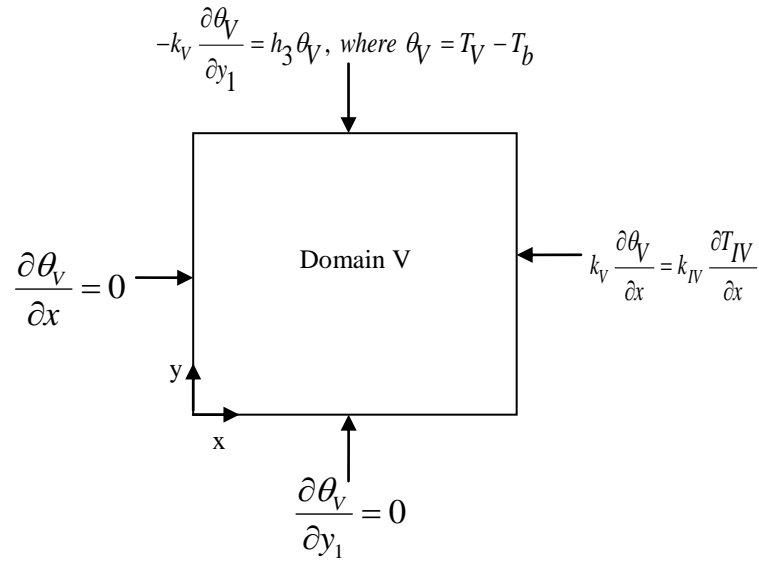 −k_V ∂θ_V/∂y_1 = h_3 θ_V, where θ_V = T_V − T_b
Domain V
∂θ_V/∂x = 0
k_V ∂θ_V/∂x = k_IV ∂T_IV/∂x
y
x
∂θ_V/∂y_1 = 0